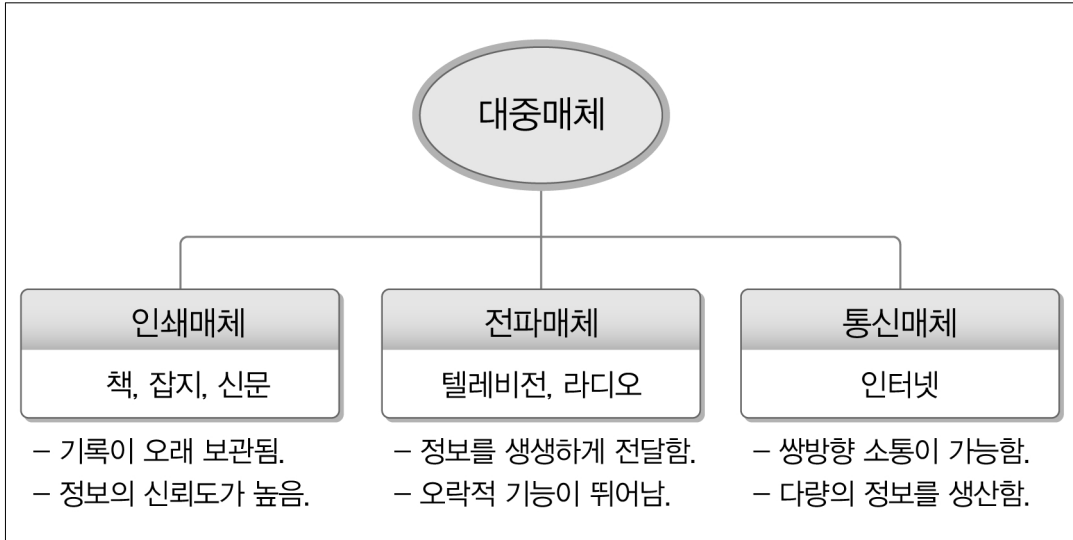 대중매체
인쇄매체
책, 잡지, 신문
– 기록이 오래 보관됨.
– 정보의 신뢰도가 높음.
전파매체
텔레비전, 라디오
– 정보를 생생하게 전달함.
– 오락적 기능이 뛰어남.
통신매체
인터넷
– 쌍방향 소통이 가능함.
– 다량의 정보를 생산함.